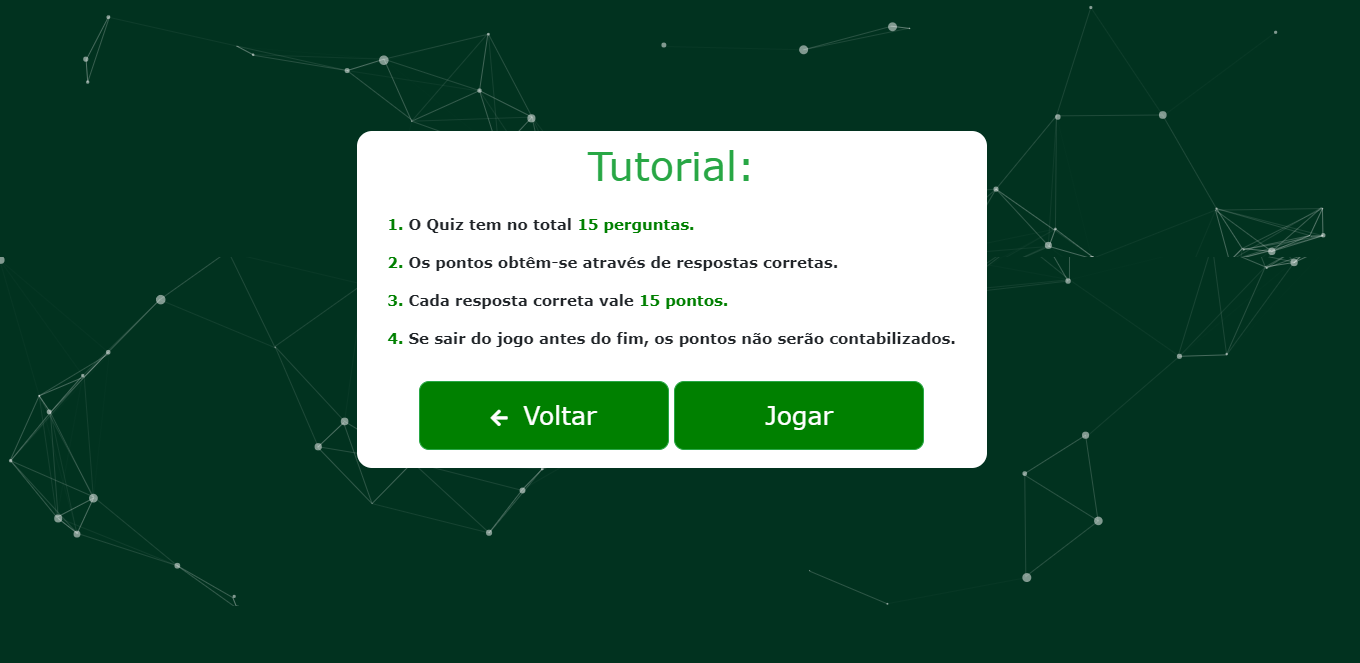 Tutorial:
1. O Quiz tem no total 15 perguntas.
2. Os pontos obtêm-se através de respostas corretas.
3. Cada resposta correta vale 15 pontos.
4. Se sair do jogo antes do fim, os pontos não serão contabilizados.
Voltar
Jogar